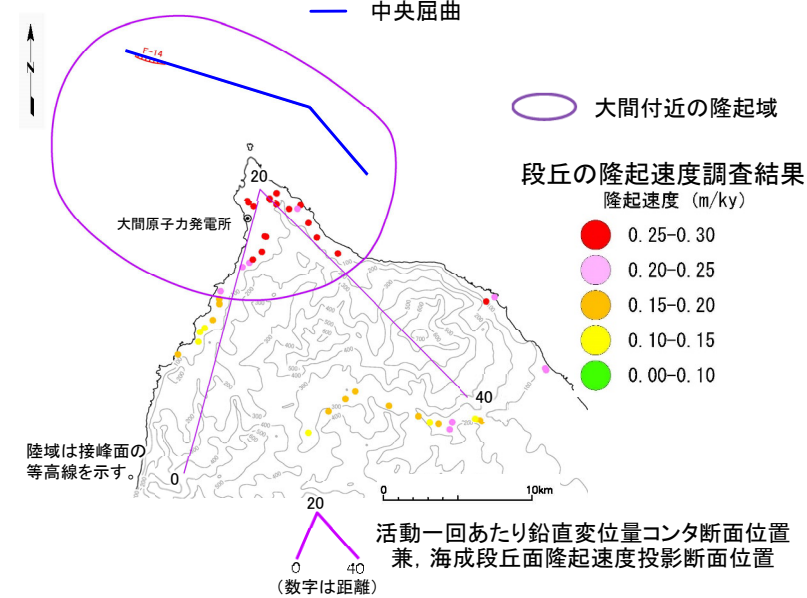 中央屈曲
N
F-14
大間付近の隆起域
段丘の隆起速度調査結果
隆起速度 (m/ky)
0.25-0.30
0.20-0.25
0.15-0.20
0.10-0.15
0.00-0.10
20
大間原子力発電所
40
陸域は接峰面の
等高線を示す。
0
0
10km
20
0
40
(数字は距離)
活動一回あたり鉛直変位量コンタ断面位置
兼, 海成段丘面隆起速度投影断面位置